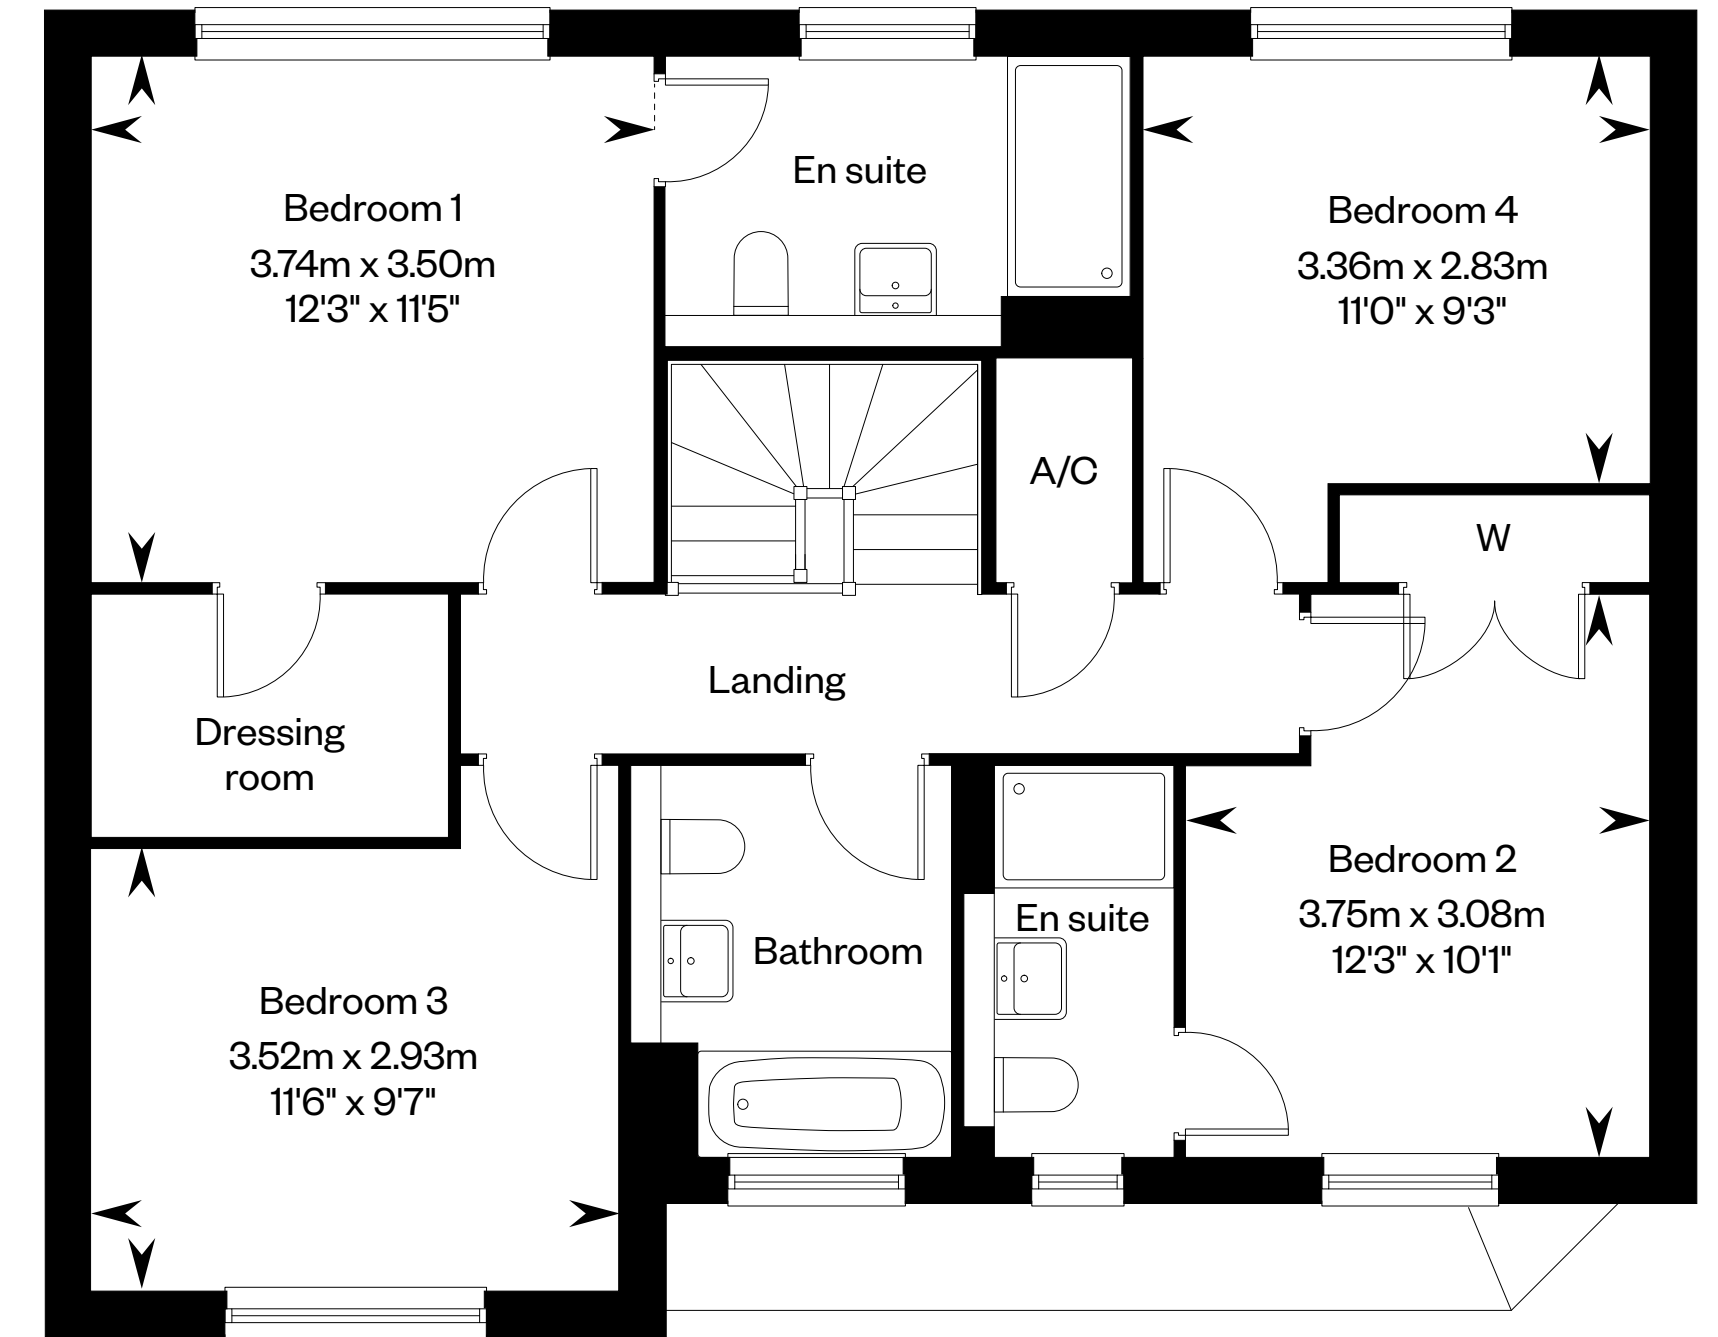 Bedroom 1
3.74m x 3.50m
12'3" x 11'5"
En suite
Bedroom 4
3.36m x 2.83m
11'0" x 9'3"
A/C
W
Landing
Dressing
room
Bedroom 2
3.75m x 3.08m
12'3" x 10'1"
En suite
Bathroom
Bedroom 3
3.52m x 2.93m
11'6" x 9'7"